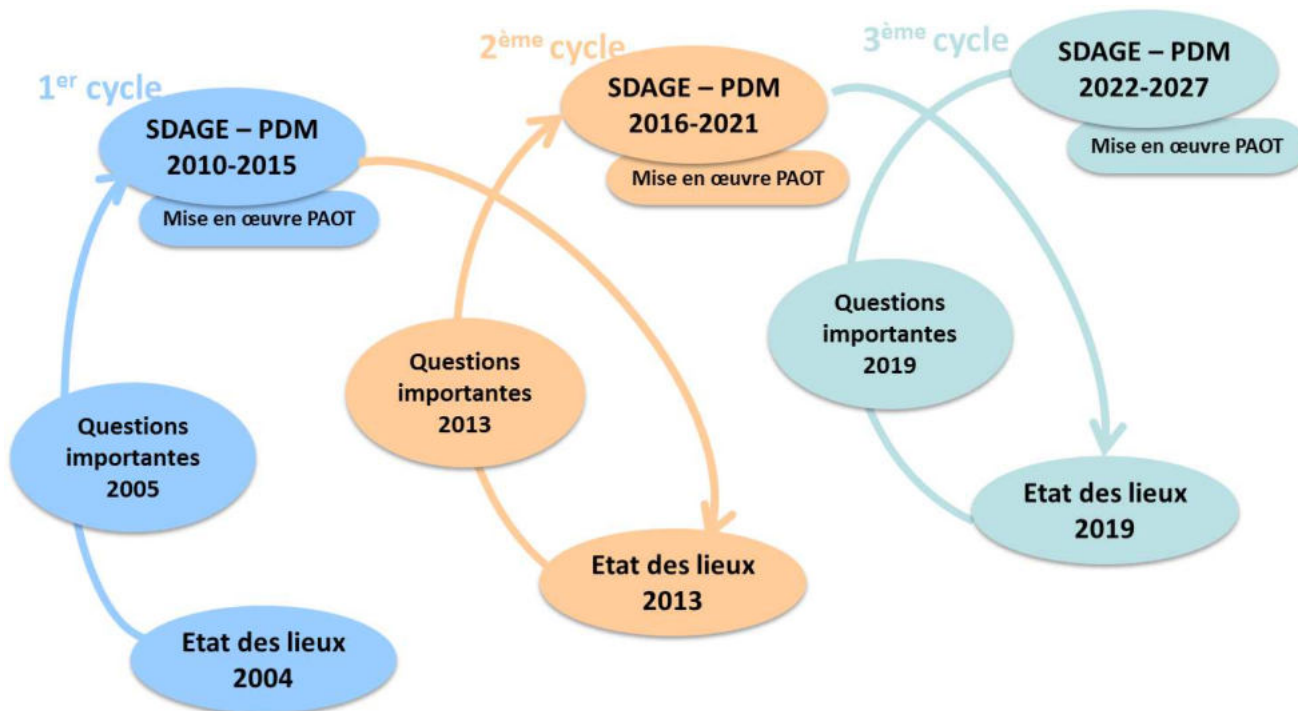 1er cycle
SDAGE – PDM
2010-2015
Mise en œuvre PAOT
Questions
importantes
2005
Etat des lieux
2004
2ème cycle
SDAGE – PDM
2016-2021
Mise en œuvre PAOT
Questions
importantes
2013
Etat des lieux
2013
3ème cycle
SDAGE – PDM
2022-2027
Mise en œuvre PAOT
Questions
importantes
2019
Etat des lieux
2019